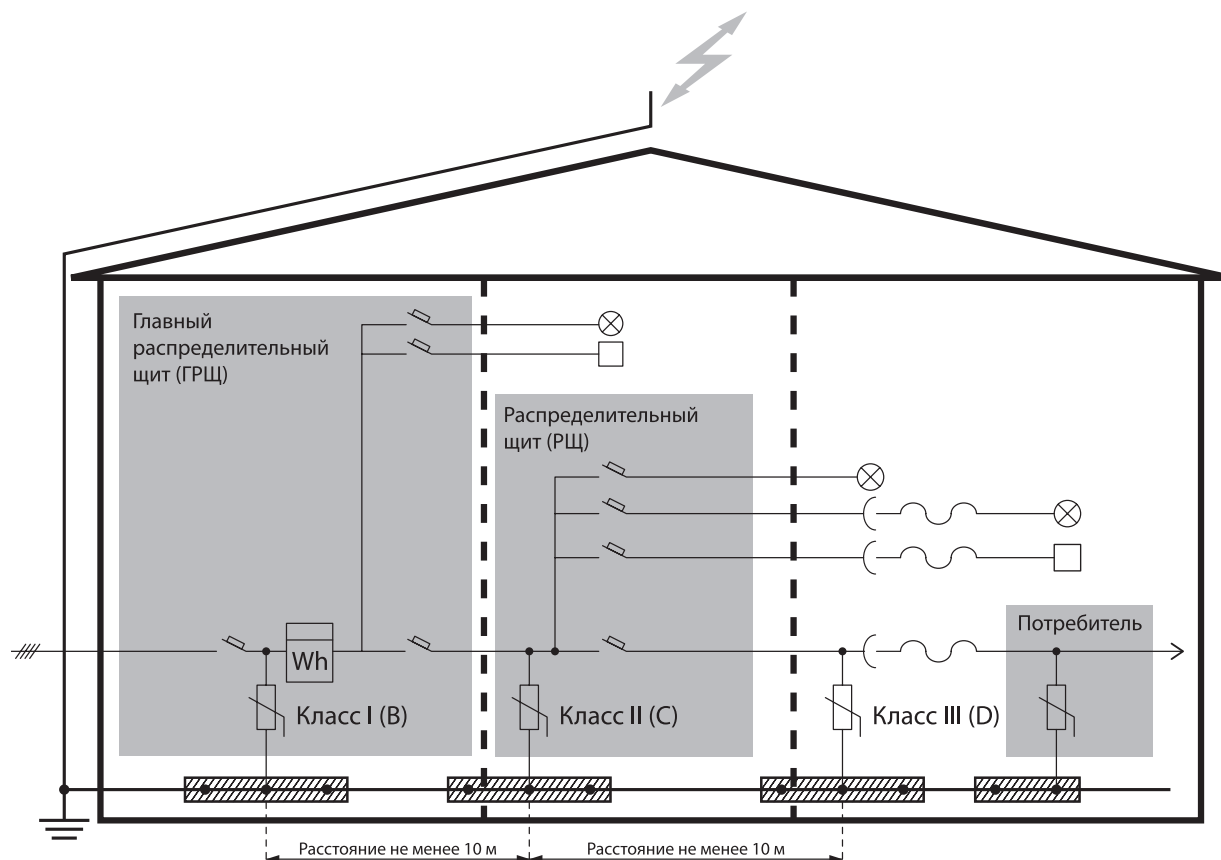 Главный
распределительный
щит (ГРЩ)
Распределительный
щит (РЩ)
Потребитель
Wh
Класс I (B)
Класс II (C)
Класс III (D)
Расстояние не менее 10 м
Расстояние не менее 10 м